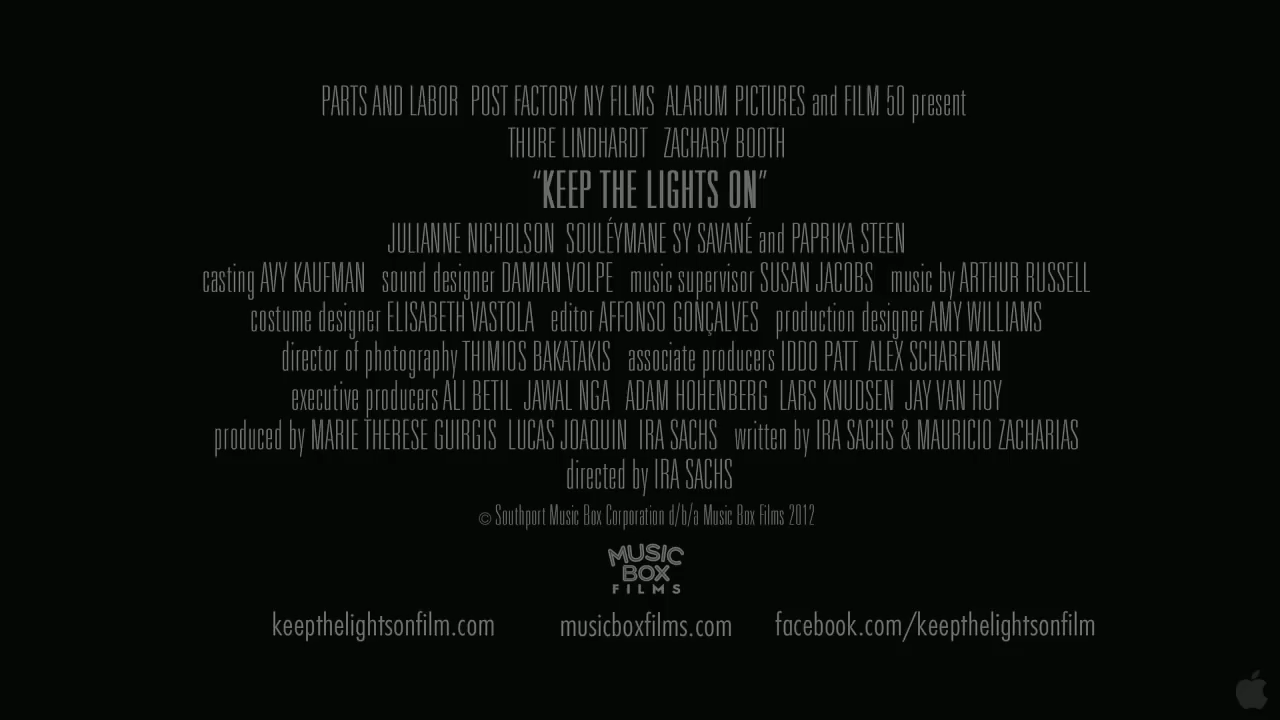 PARTS AND LABOR POST FACTORY NY FILMS ALARUM PICTURES and FILM 50 present
THURE LINDHARDT ZACHARY BOOTH
“KEEP THE LIGHTS ON”
JULIANNE NICHOLSON SOULÉYMANE SY SAVANÉ and PAPRIKA STEEN
casting AVY KAUFMAN sound designer DAMIAN VOLPE music supervisor SUSAN JACOBS music by ARTHUR RUSSELL
costume designer ELISABETH VASTOLA editor AFFONSO GONÇALVES production designer AMY WILLIAMS
director of photography THIMIOS BAKATAKIS associate producers IDDO PATT ALEX SCHARFMAN
executive producers ALI BETIL JAWAL NGA ADAM HOHENBERG LARS KNUDSEN JAY VAN HOY
produced by MARIE THERESE GUIRGIS LUCAS JOAQUIN IRA SACHS written by IRA SACHS & MAURICIO ZACHARIAS
directed by IRA SACHS
© Southport Music Box Corporation d/b/a Music Box Films 2012
MUSIC
BOX
FILMS
keepthelightsonfilm.com musicboxfilms.com facebook.com/keepthelightsonfilm